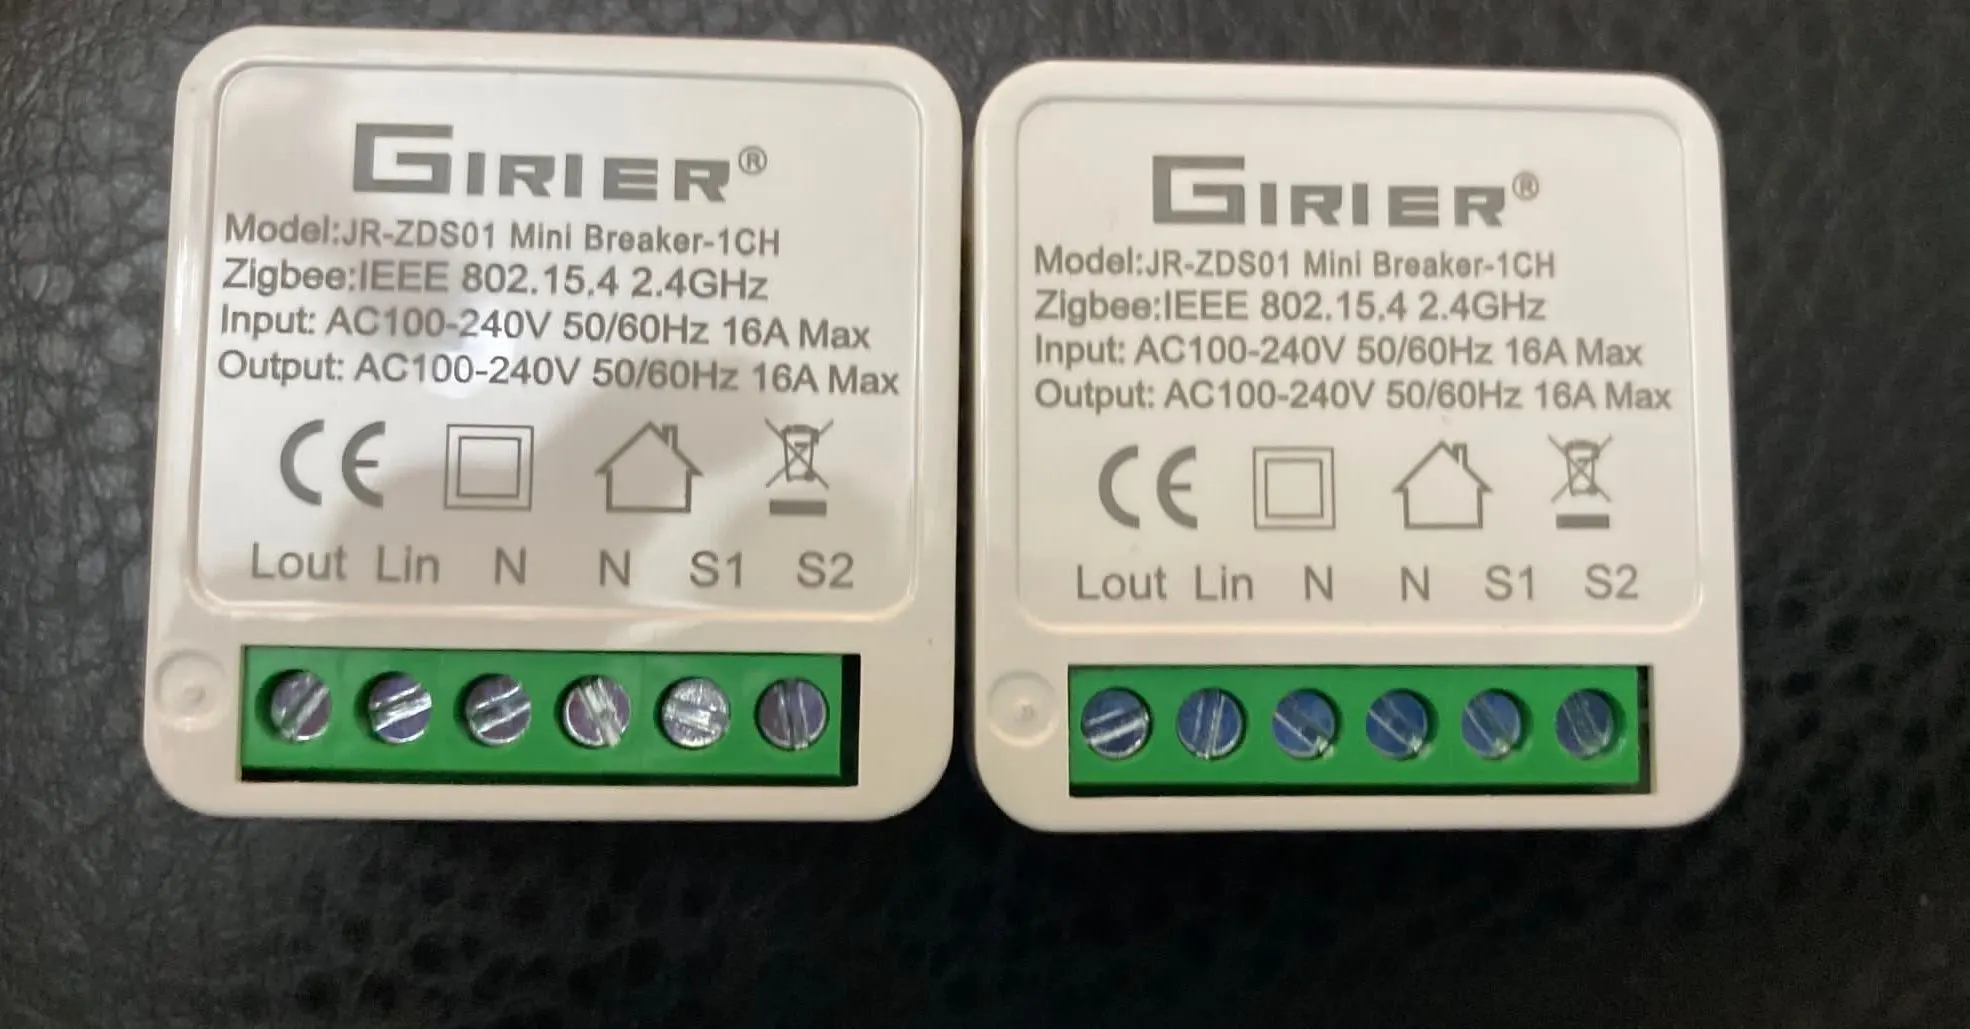 GIRIER®
Model:JR-ZDS01 Mini Breaker-1CH
Zigbee:IEEE 802.15.4 2.4GHz
Input: AC100-240V 50/60Hz 16A Max
Output: AC100-240V 50/60Hz 16A Max
CE
Lout Lin N N S1 S2
GIRIER®
Model:JR-ZDS01 Mini Breaker-1CH
Zigbee:IEEE 802.15.4 2.4GHz
Input: AC100-240V 50/60Hz 16A Max
Output: AC100-240V 50/60Hz 16A Max
CE
Lout Lin N N S1 S2